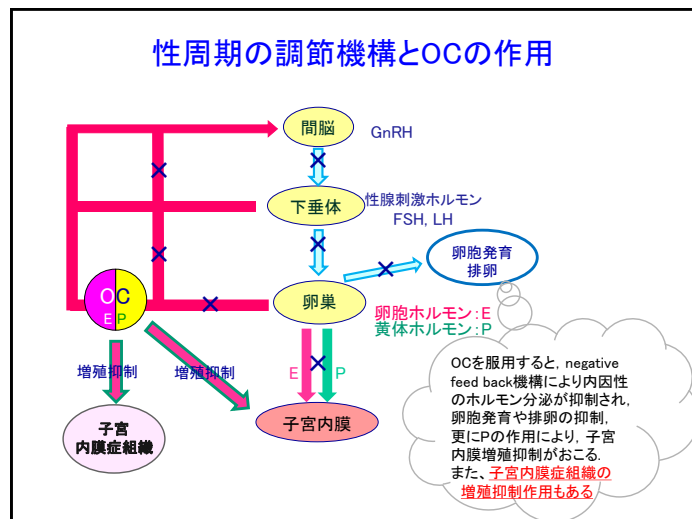 性周期の調節機構とOCの作用
間脳
GnRH
下垂体
性腺刺激ホルモン
FSH, LH
卵胞発育
排卵
OC
E P
卵巣
卵胞ホルモン:E
黄体ホルモン:P
増殖抑制
増殖抑制
E
P
子宮
内膜症組織
子宮内膜
OCを服用すると, negative
feed back機構により内因性
のホルモン分泌が抑制され,
卵胞発育や排卵の抑制,
更にPの作用により, 子宮
内膜増殖抑制がおこる.
また、子宮内膜症組織の
増殖抑制作用もある